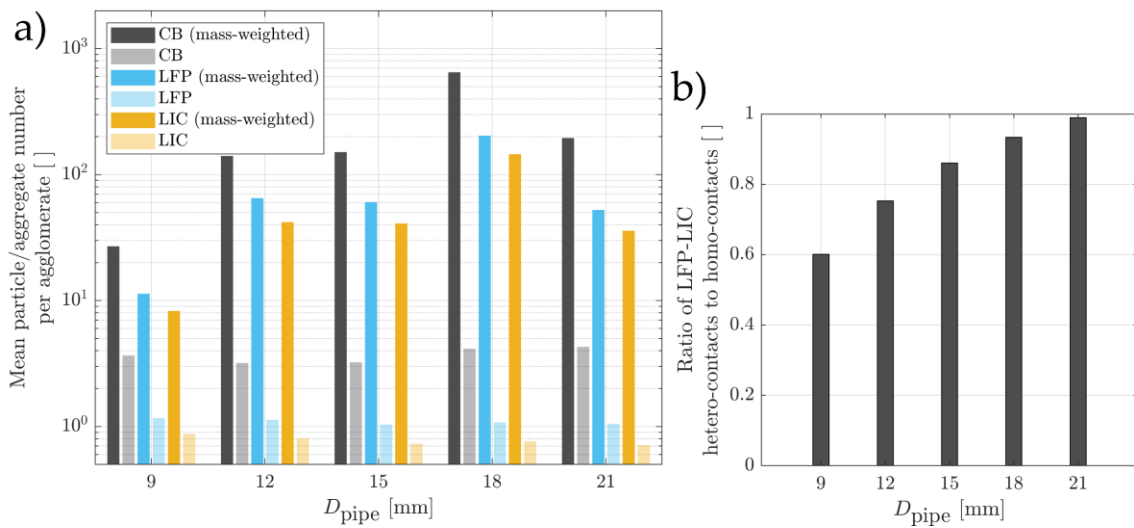 a)
CB (mass-weighted)
CB
LFP (mass-weighted)
LFP
LIC (mass-weighted)
LIC
Mean particle/aggregate number
per agglomerate [ ]
10^3
10^2
10^1
10^0
9 12 15 18 21
D_pipe [mm]
b)
Ratio of LFP-LIC
hetero-contacts to homo-contacts [ ]
1
0.8
0.6
0.4
0.2
0
9 12 15 18 21
D_pipe [mm]